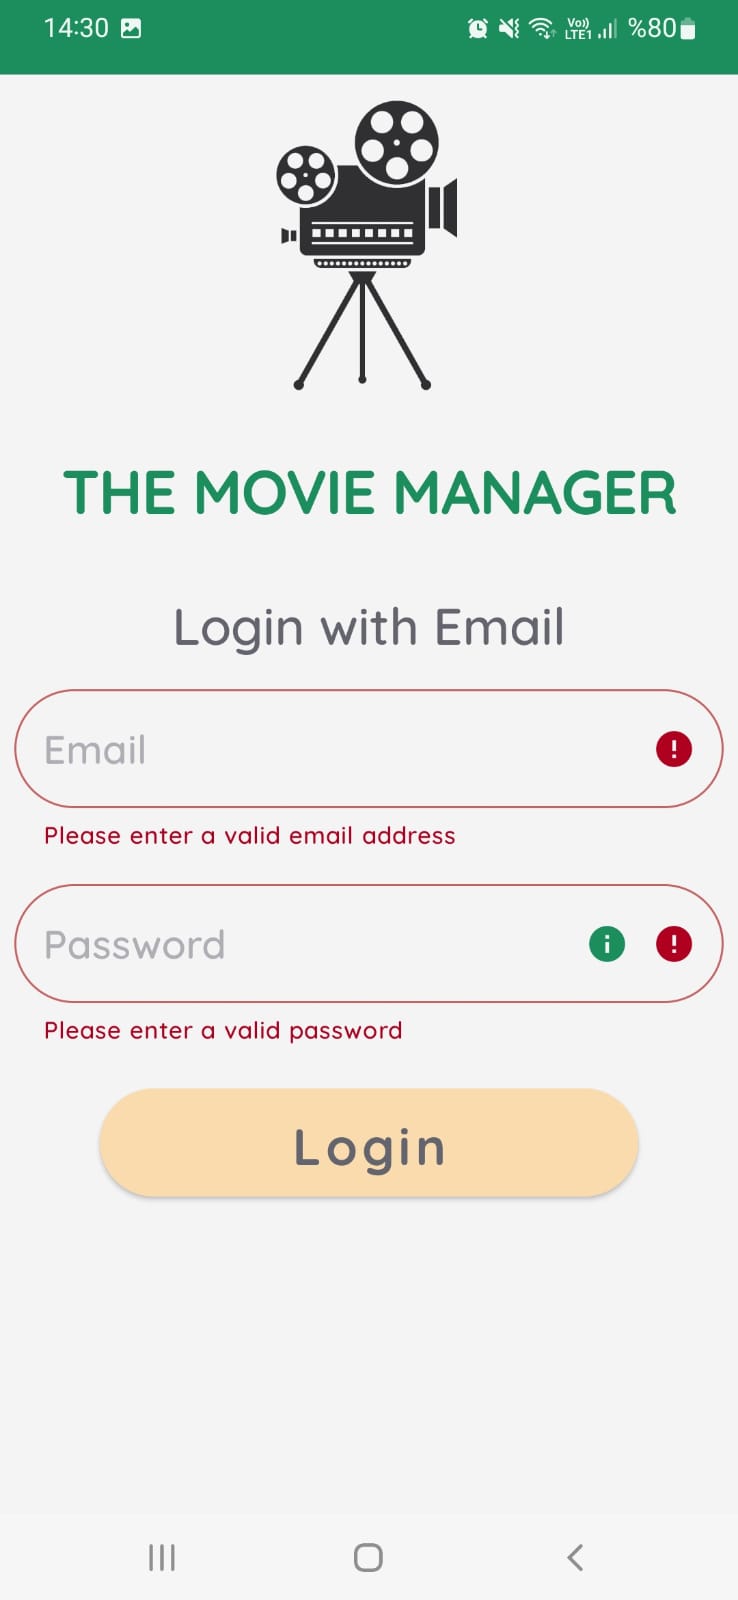 14:30 Vo)) LTE1 %80
THE MOVIE MANAGER
Login with Email
Email !
Please enter a valid email address
Password i !
Please enter a valid password
Login